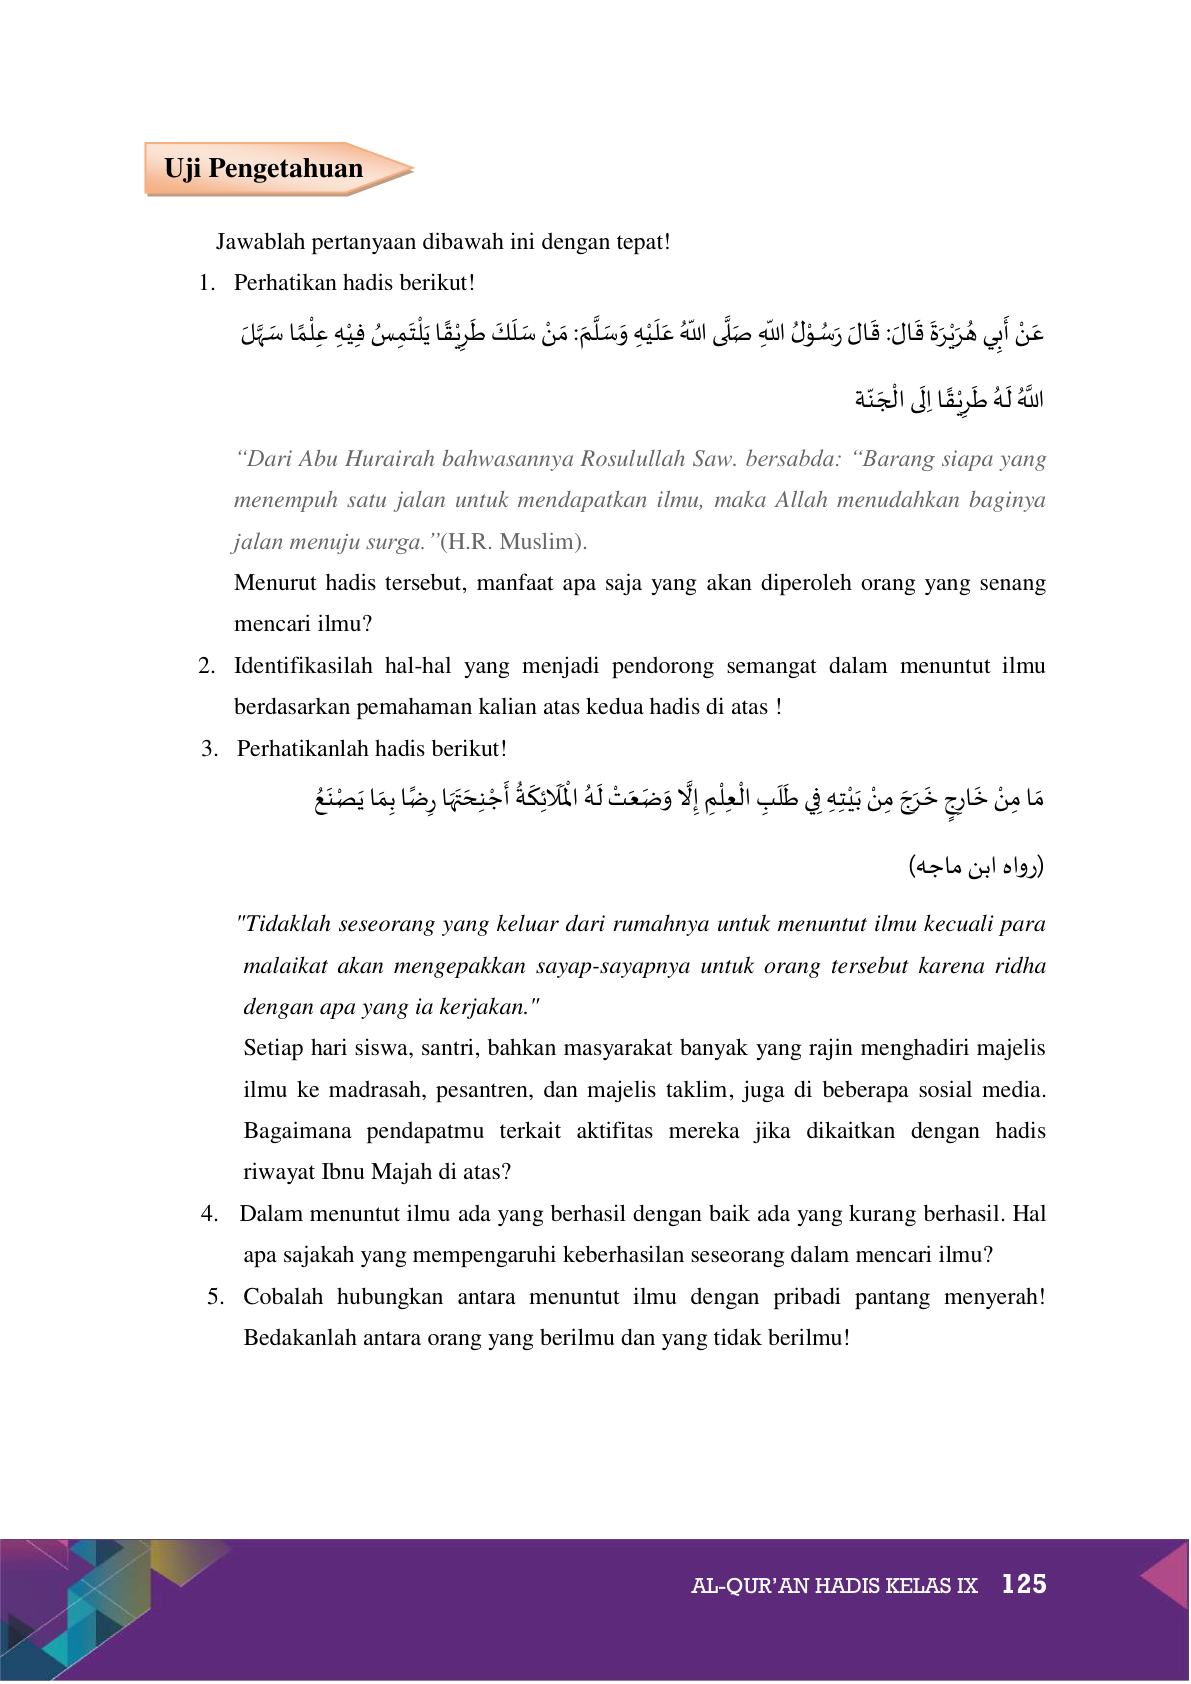 Uji Pengetahuan
Jawablah pertanyaan dibawah ini dengan tepat!
1. Perhatikan hadis berikut!
عَنْ أَبِي هُرَيْرَةَ قَالَ: قَالَ رَسُوْلُ اللّٰهِ صَلَّى اللّٰهُ عَلَيْهِ وَسَلَّمَ: مَنْ سَلَكَ طَرِيْقًا يَلْتَمِسُ فِيْهِ عِلْمًا سَهَّلَ
اللَّهُ لَهُ طَرِيْقًا اِلَى الْجَنّة
“Dari Abu Hurairah bahwasannya Rosulullah Saw. bersabda: “Barang siapa yang
menempuh satu jalan untuk mendapatkan ilmu, maka Allah menudahkan baginya
jalan menuju surga.”(H.R. Muslim).
Menurut hadis tersebut, manfaat apa saja yang akan diperoleh orang yang senang
mencari ilmu?
2. Identifikasilah hal-hal yang menjadi pendorong semangat dalam menuntut ilmu
berdasarkan pemahaman kalian atas kedua hadis di atas !
3. Perhatikanlah hadis berikut!
مَا مِنْ خَارِجٍ خَرَجَ مِنْ بَيْتِهِ فِي طَلَبِ الْعِلْمِ إِلَّا وَضَعَتْ لَهُ الْمَلَائِكَةُ أَجْنِحَتَهَا رِضًا بِمَا يَصْنَعُ
(رواه ابن ماجه)
"Tidaklah seseorang yang keluar dari rumahnya untuk menuntut ilmu kecuali para
malaikat akan mengepakkan sayap-sayapnya untuk orang tersebut karena ridha
dengan apa yang ia kerjakan."
Setiap hari siswa, santri, bahkan masyarakat banyak yang rajin menghadiri majelis
ilmu ke madrasah, pesantren, dan majelis taklim, juga di beberapa sosial media.
Bagaimana pendapatmu terkait aktifitas mereka jika dikaitkan dengan hadis
riwayat Ibnu Majah di atas?
4. Dalam menuntut ilmu ada yang berhasil dengan baik ada yang kurang berhasil. Hal
apa sajakah yang mempengaruhi keberhasilan seseorang dalam mencari ilmu?
5. Cobalah hubungkan antara menuntut ilmu dengan pribadi pantang menyerah!
Bedakanlah antara orang yang berilmu dan yang tidak berilmu!
AL-QUR’AN HADIS KELAS IX 125